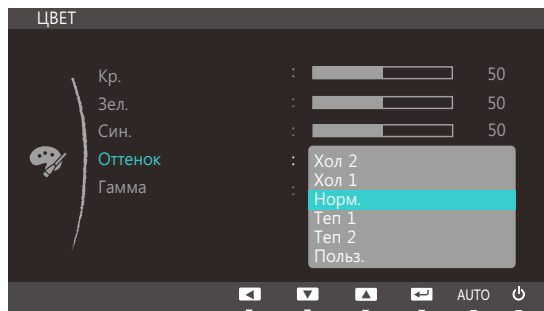 ЦВЕТ
Кр. : 50
Зел. : 50
Син. : 50
Оттенок : Хол 2
Хол 1
Гамма : Норм.
Теп 1
Теп 2
Польз.
AUTO